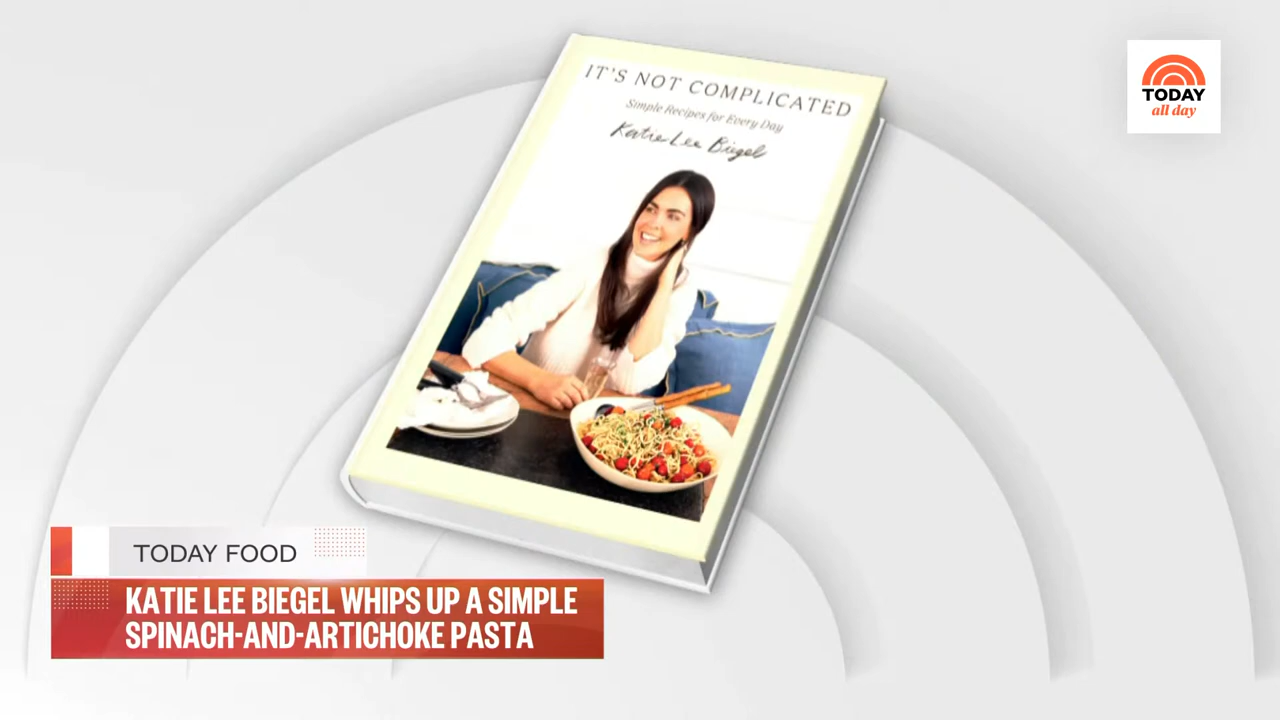 IT'S NOT COMPLICATED
Simple Recipes for Every Day
Katie Lee Biegel
TODAY
all day
TODAY FOOD
KATIE LEE BIEGEL WHIPS UP A SIMPLE
SPINACH-AND-ARTICHOKE PASTA